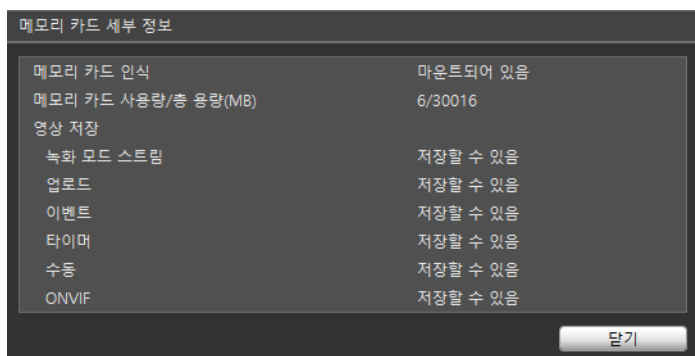 메모리 카드 세부 정보
메모리 카드 인식 마운트되어 있음
메모리 카드 사용량/총 용량(MB) 6/30016
영상 저장
녹화 모드 스트림 저장할 수 있음
업로드 저장할 수 있음
이벤트 저장할 수 있음
타이머 저장할 수 있음
수동 저장할 수 있음
ONVIF 저장할 수 있음
닫기